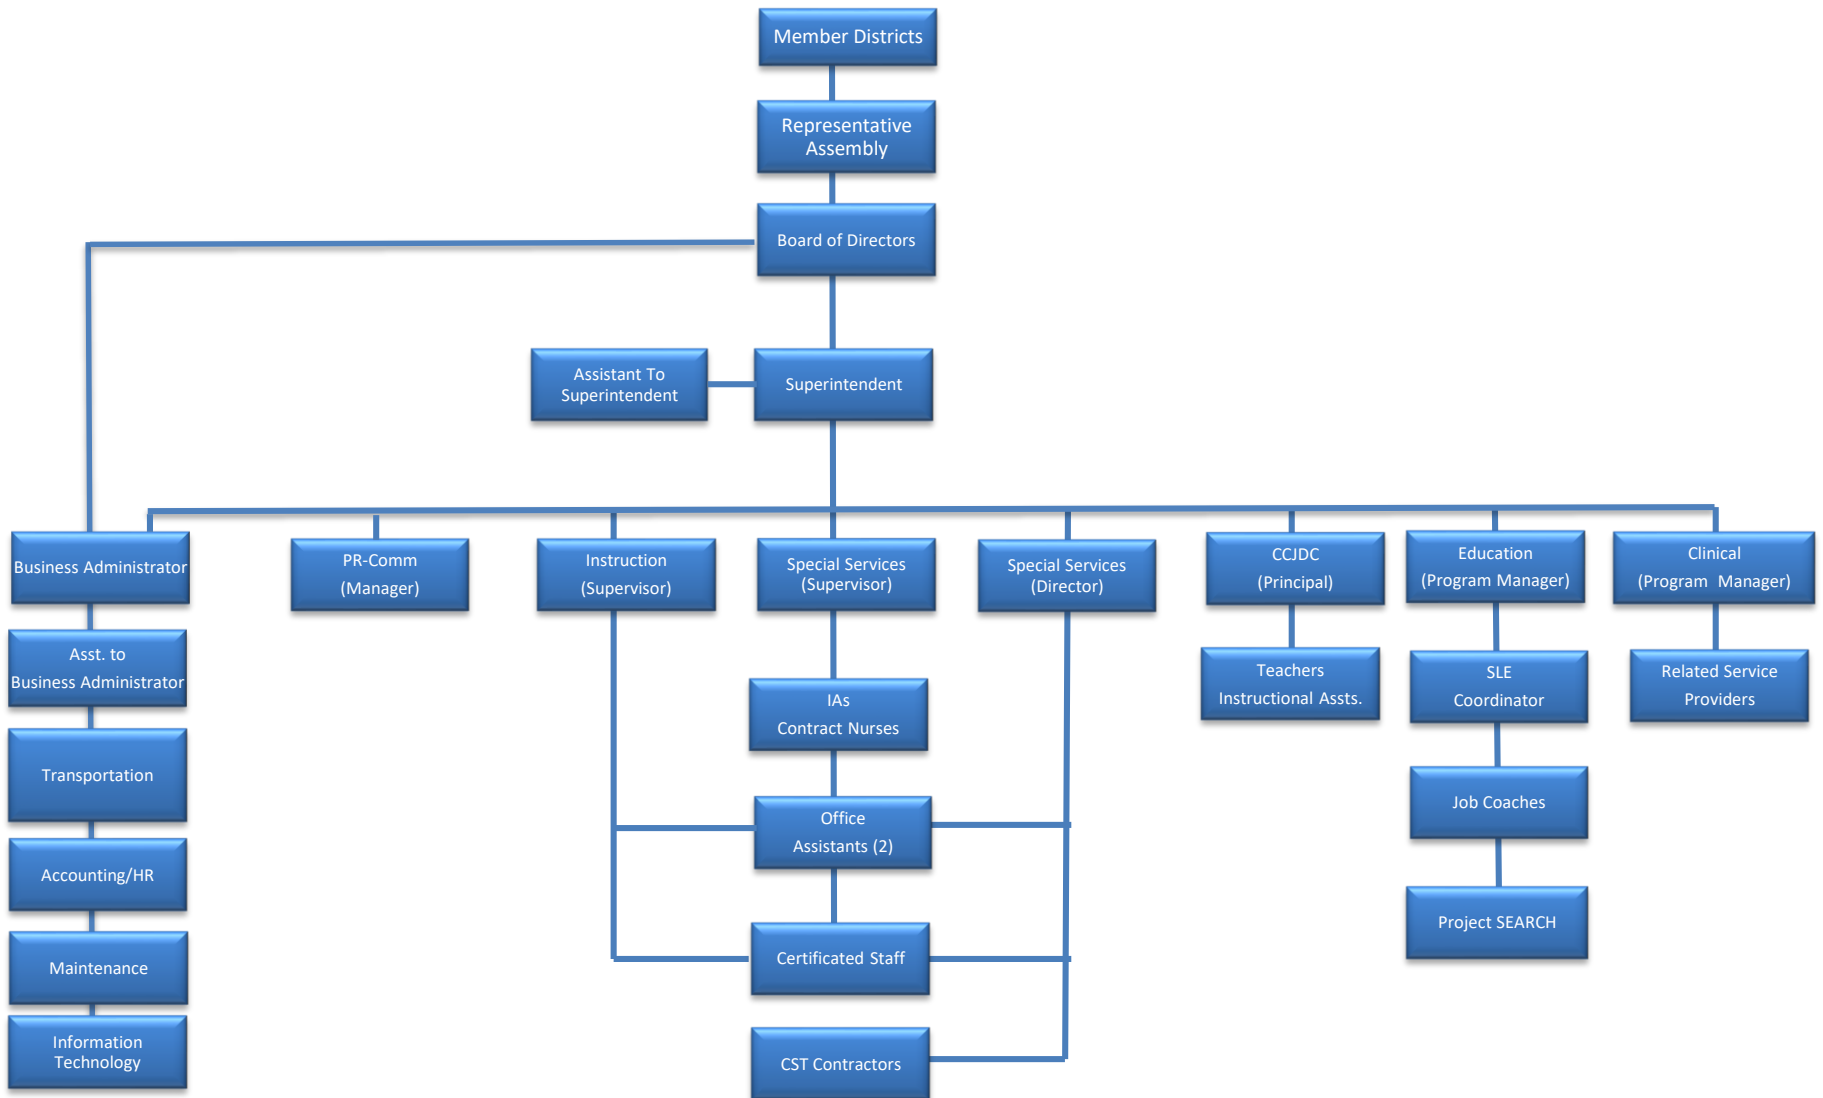 Member Districts
Representative
Assembly
Board of Directors
Assistant To
Superintendent
Superintendent
Business Administrator
PR-Comm
(Manager)
Instruction
(Supervisor)
Special Services
(Supervisor)
Special Services
(Director)
CCJDC
(Principal)
Education
(Program Manager)
Clinical
(Program Manager)
Asst. to
Business Administrator
IAs
Contract Nurses
Teachers
Instructional Assts.
SLE
Coordinator
Related Service
Providers
Transportation
Office
Assistants (2)
Job Coaches
Accounting/HR
Certificated Staff
Project SEARCH
Maintenance
Information
Technology
CST Contractors